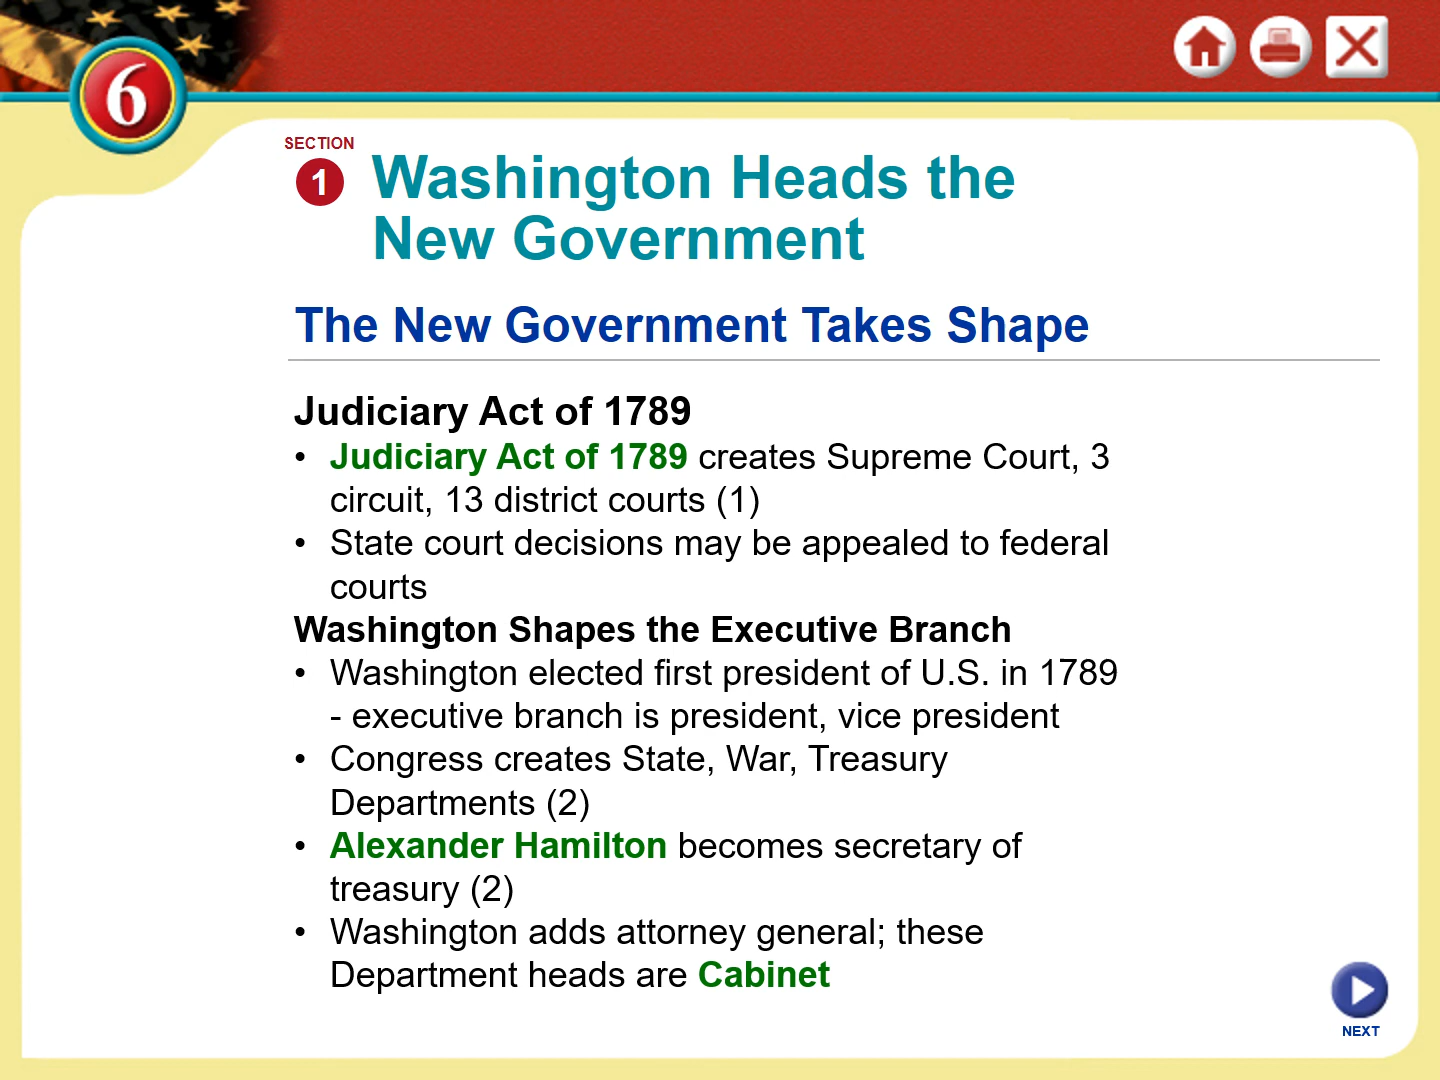 6
SECTION
1
Washington Heads the
New Government
The New Government Takes Shape
Judiciary Act of 1789
• Judiciary Act of 1789 creates Supreme Court, 3
circuit, 13 district courts (1)
• State court decisions may be appealed to federal
courts
Washington Shapes the Executive Branch
• Washington elected first president of U.S. in 1789
- executive branch is president, vice president
• Congress creates State, War, Treasury
Departments (2)
• Alexander Hamilton becomes secretary of
treasury (2)
• Washington adds attorney general; these
Department heads are Cabinet
NEXT